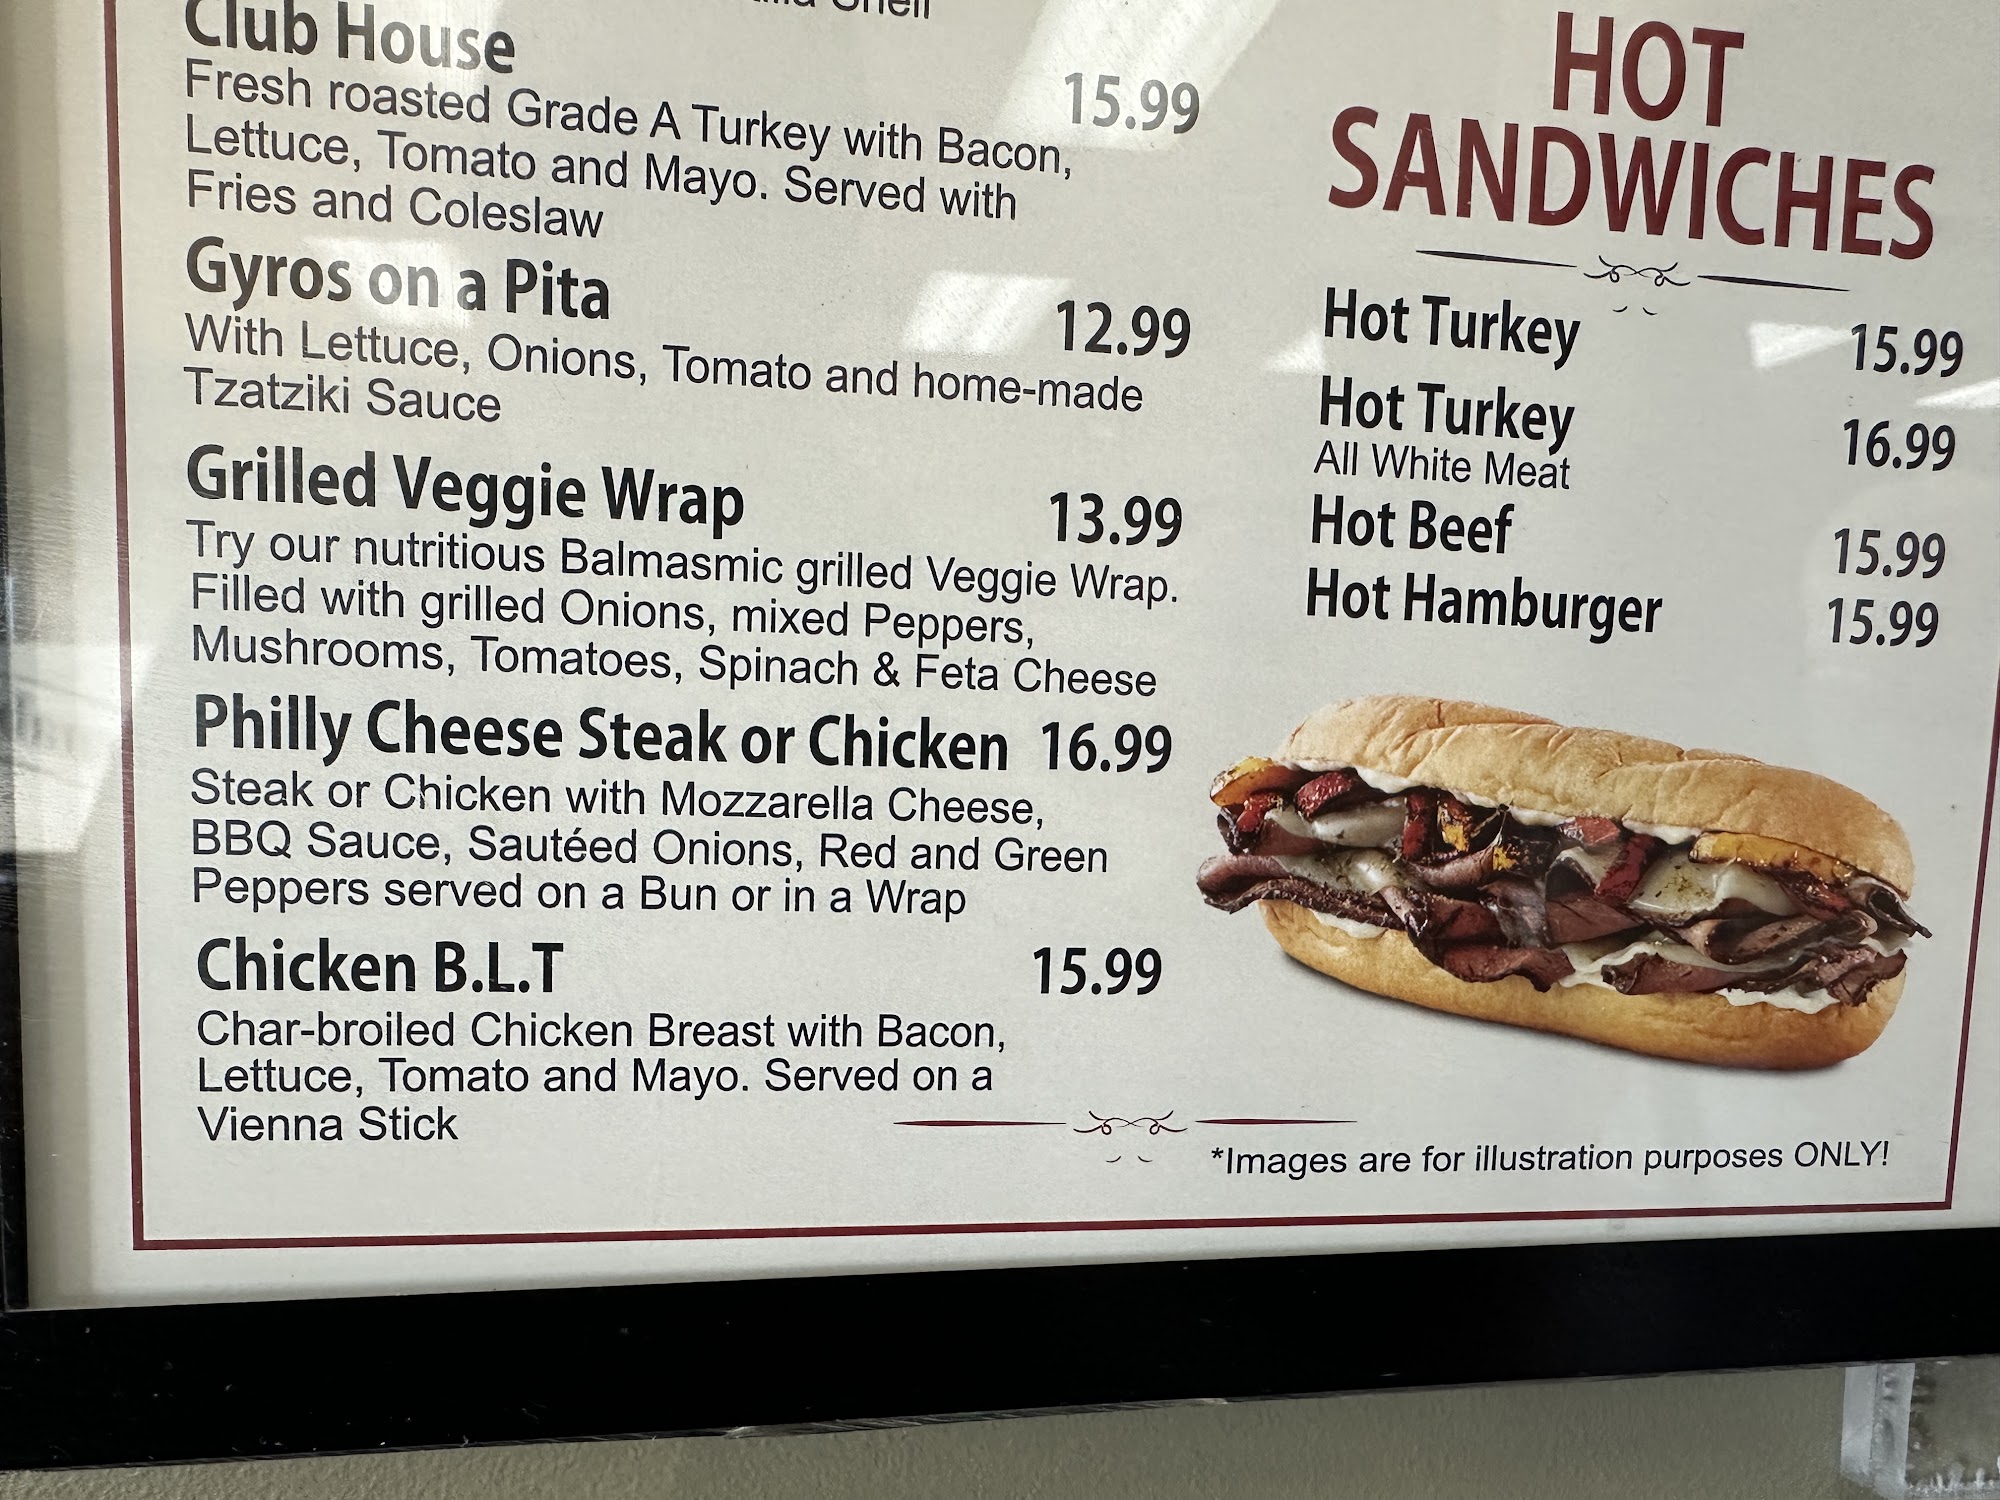 Club House
15.99
Fresh roasted Grade A Turkey with Bacon,
Lettuce, Tomato and Mayo. Served with
Fries and Coleslaw
Gyros on a Pita
12.99
With Lettuce, Onions, Tomato and home-made
Tzatziki Sauce
Grilled Veggie Wrap
13.99
Try our nutritious Balmasmic grilled Veggie Wrap.
Filled with grilled Onions, mixed Peppers,
Mushrooms, Tomatoes, Spinach & Feta Cheese
Philly Cheese Steak or Chicken 16.99
Steak or Chicken with Mozzarella Cheese,
BBQ Sauce, Sautéed Onions, Red and Green
Peppers served on a Bun or in a Wrap
Chicken B.L.T
15.99
Char-broiled Chicken Breast with Bacon,
Lettuce, Tomato and Mayo. Served on a
Vienna Stick
HOT
SANDWICHES
Hot Turkey 15.99
Hot Turkey 16.99
All White Meat
Hot Beef 15.99
Hot Hamburger 15.99
*Images are for illustration purposes ONLY!